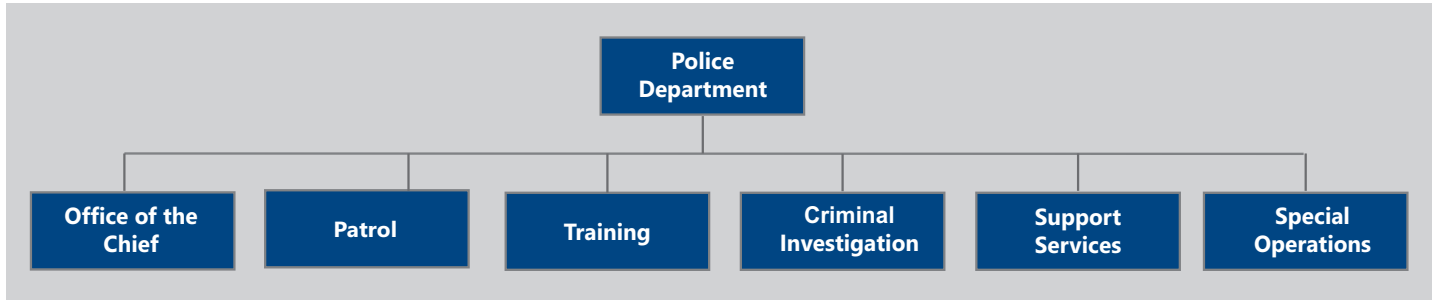 Police
Department
Office of the
Chief
Patrol
Training
Criminal
Investigation
Support
Services
Special
Operations